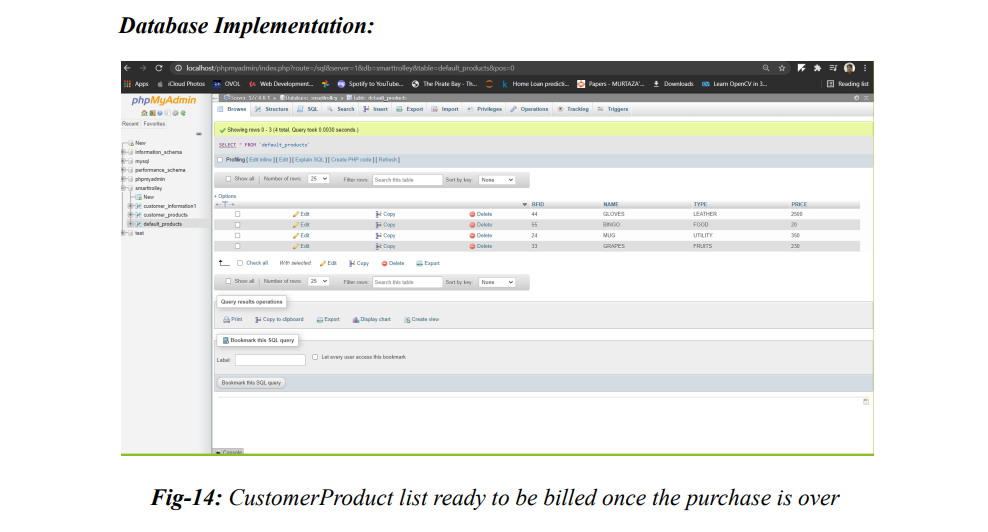 Database Implementation:
localhost/phpmyadmin/index.php?route=/sql&server=1&db=smarttrolley&table=default_products&pos=0
Apps iCloud Photos OVOL Web Development... Spotify to YouTube... The Pirate Bay - Th... Home Loan predicti... Papers - MURTAZA'... Downloads Learn OpenCV in 3... Reading list
phpMyAdmin
Database: smarttrolley » Table: default_products
Recent Favorites
Browse Structure SQL Search Insert Export Import Privileges Operations Tracking Triggers
New
information_schema
mysql
performance_schema
phpmyadmin
smarttrolley
New
customer_information1
customer_products
default_products
test
Showing rows 0 - 3 (4 total, Query took 0.0030 seconds.)
SELECT * FROM `default_products`
Profiling [ Edit inline ] [ Edit ] [ Explain SQL ] [ Create PHP code ] [ Refresh ]
Show all | Number of rows: 25 Filter rows: Search this table Sort by key: None
+ Options
←T→ RFID NAME TYPE PRICE
Edit Copy Delete 44 GLOVES LEATHER 2500
Edit Copy Delete 55 BINGO FOOD 20
Edit Copy Delete 24 MUG UTILITY 350
Edit Copy Delete 33 GRAPES FRUITS 230
Check all With selected: Edit Copy Delete Export
Show all | Number of rows: 25 Filter rows: Search this table Sort by key: None
Query results operations
Print Copy to clipboard Export Display chart Create view
Bookmark this SQL query
Label: Let every user access this bookmark
Bookmark this SQL query
Console
Fig-14: CustomerProduct list ready to be billed once the purchase is over